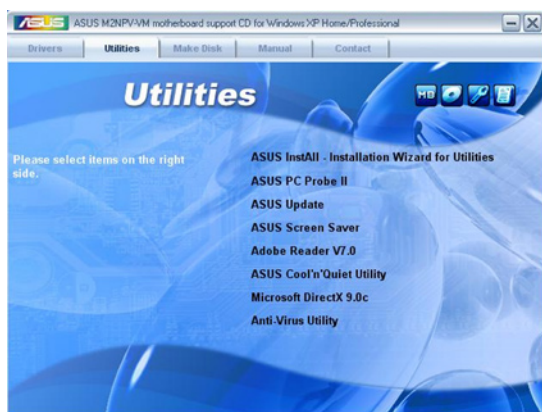 ASUS ASUS M2NPV-VM motherboard support CD for Windows XP Home/Professional
Drivers Utilities Make Disk Manual Contact
Utilities
MB
Please select items on the right
side.
ASUS InstAll - Installation Wizard for Utilities
ASUS PC Probe II
ASUS Update
ASUS Screen Saver
Adobe Reader V7.0
ASUS Cool'n'Quiet Utility
Microsoft DirectX 9.0c
Anti-Virus Utility